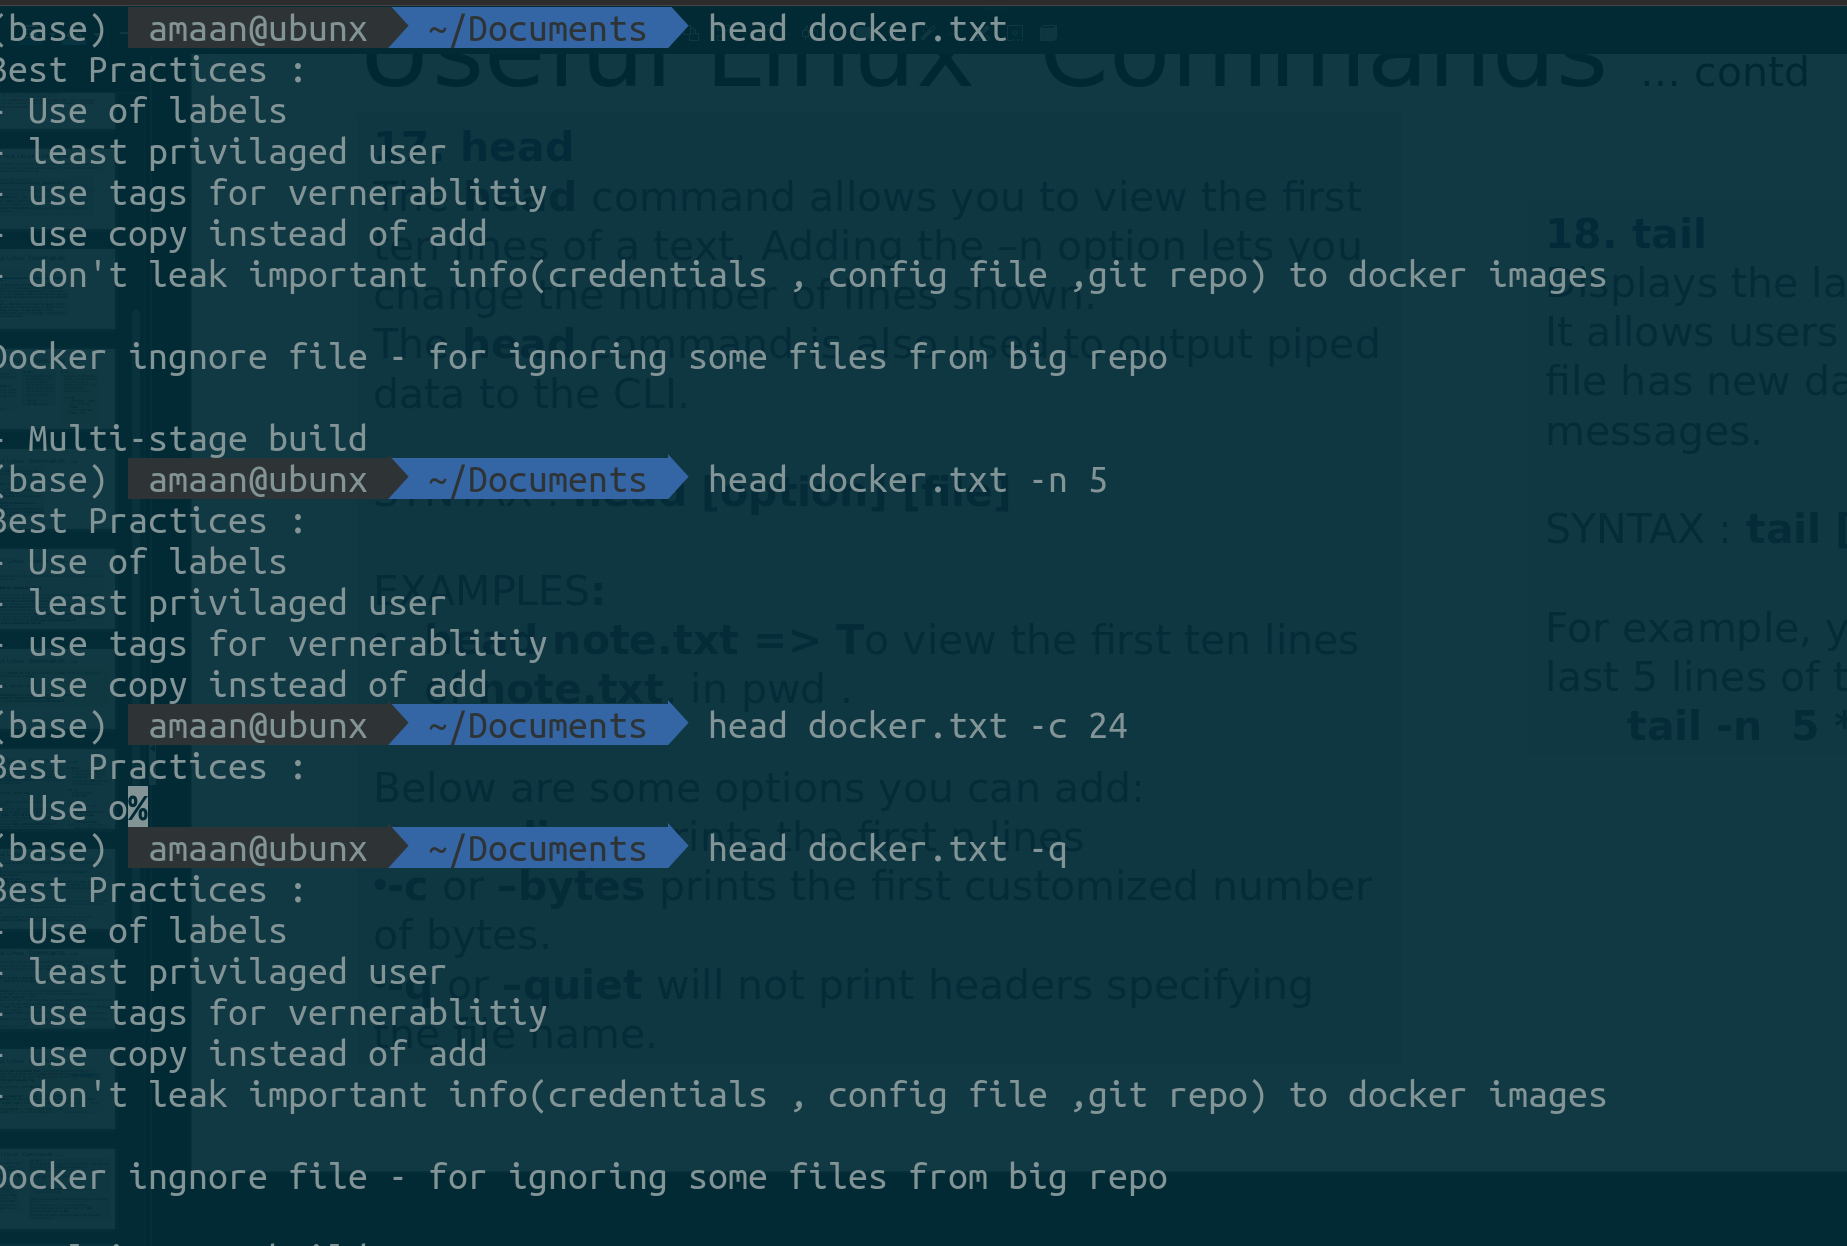 (base) amaan@ubunx ~/Documents head docker.txt
Best Practices :
- Use of labels
- least privilaged user
- use tags for vernerablitiy
- use copy instead of add
- don't leak important info(credentials , config file ,git repo) to docker images
Docker ingnore file - for ignoring some files from big repo
- Multi-stage build
(base) amaan@ubunx ~/Documents head docker.txt -n 5
Best Practices :
- Use of labels
- least privilaged user
- use tags for vernerablitiy
- use copy instead of add
(base) amaan@ubunx ~/Documents head docker.txt -c 24
Best Practices :
- Use o%
(base) amaan@ubunx ~/Documents head docker.txt -q
Best Practices :
- Use of labels
- least privilaged user
- use tags for vernerablitiy
- use copy instead of add
- don't leak important info(credentials , config file ,git repo) to docker images
Docker ingnore file - for ignoring some files from big repo
Useful Linux Commands ... contd
17. head
The head command allows you to view the first
ten lines of a text. Adding the –n option lets you
change the number of lines shown.
The head command is also used to output piped
data to the CLI.
SYNTAX : head [option] [file]
EXAMPLES:
note.txt => To view the first ten lines
of note.txt in pwd .
Below are some options you can add:
prints the first n lines
•-c or –bytes prints the first customized number
of bytes.
or –quiet will not print headers specifying
the file name.
18. tail
Displays the
It allows users
file has new
messages.
SYNTAX : tail [
For example,
last 5 lines of
tail -n 5 *